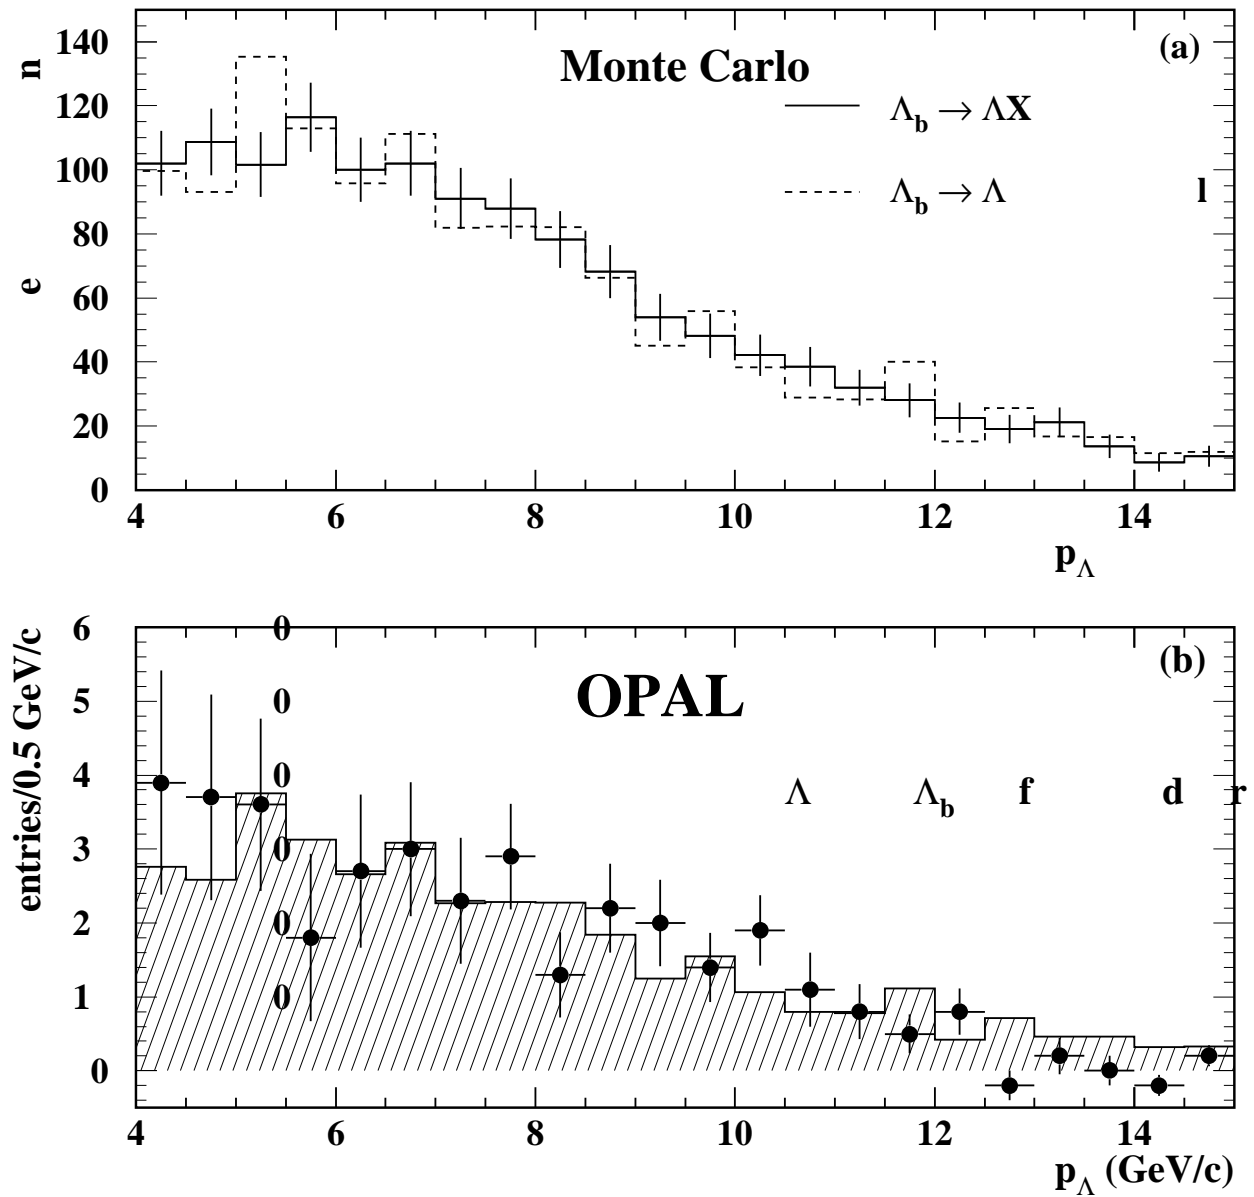 (a)
Monte Carlo
Λb → ΛX
Λb → Λ l
n
e
140
120
100
80
60
40
20
0
4 6 8 10 12 14
pΛ
(b)
OPAL
Λ Λb f d r
entries/0.5 GeV/c
6 0
5 0
4 0
3 0
2 0
1 0
0
4 6 8 10 12 14
pΛ (GeV/c)